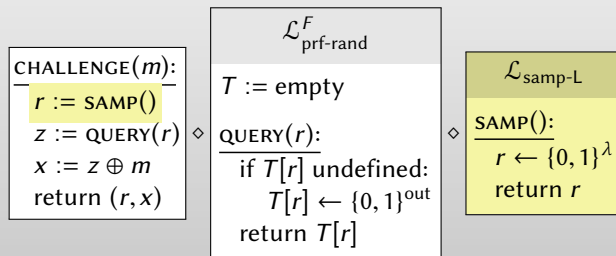 CHALLENGE(m):
r := SAMP()
z := QUERY(r)
x := z ⊕ m
return (r, x)
⋄
ℒ^F_prf-rand
T := empty
QUERY(r):
if T[r] undefined:
T[r] ← {0, 1}^out
return T[r]
⋄
ℒ_samp-L
SAMP():
r ← {0, 1}^λ
return r